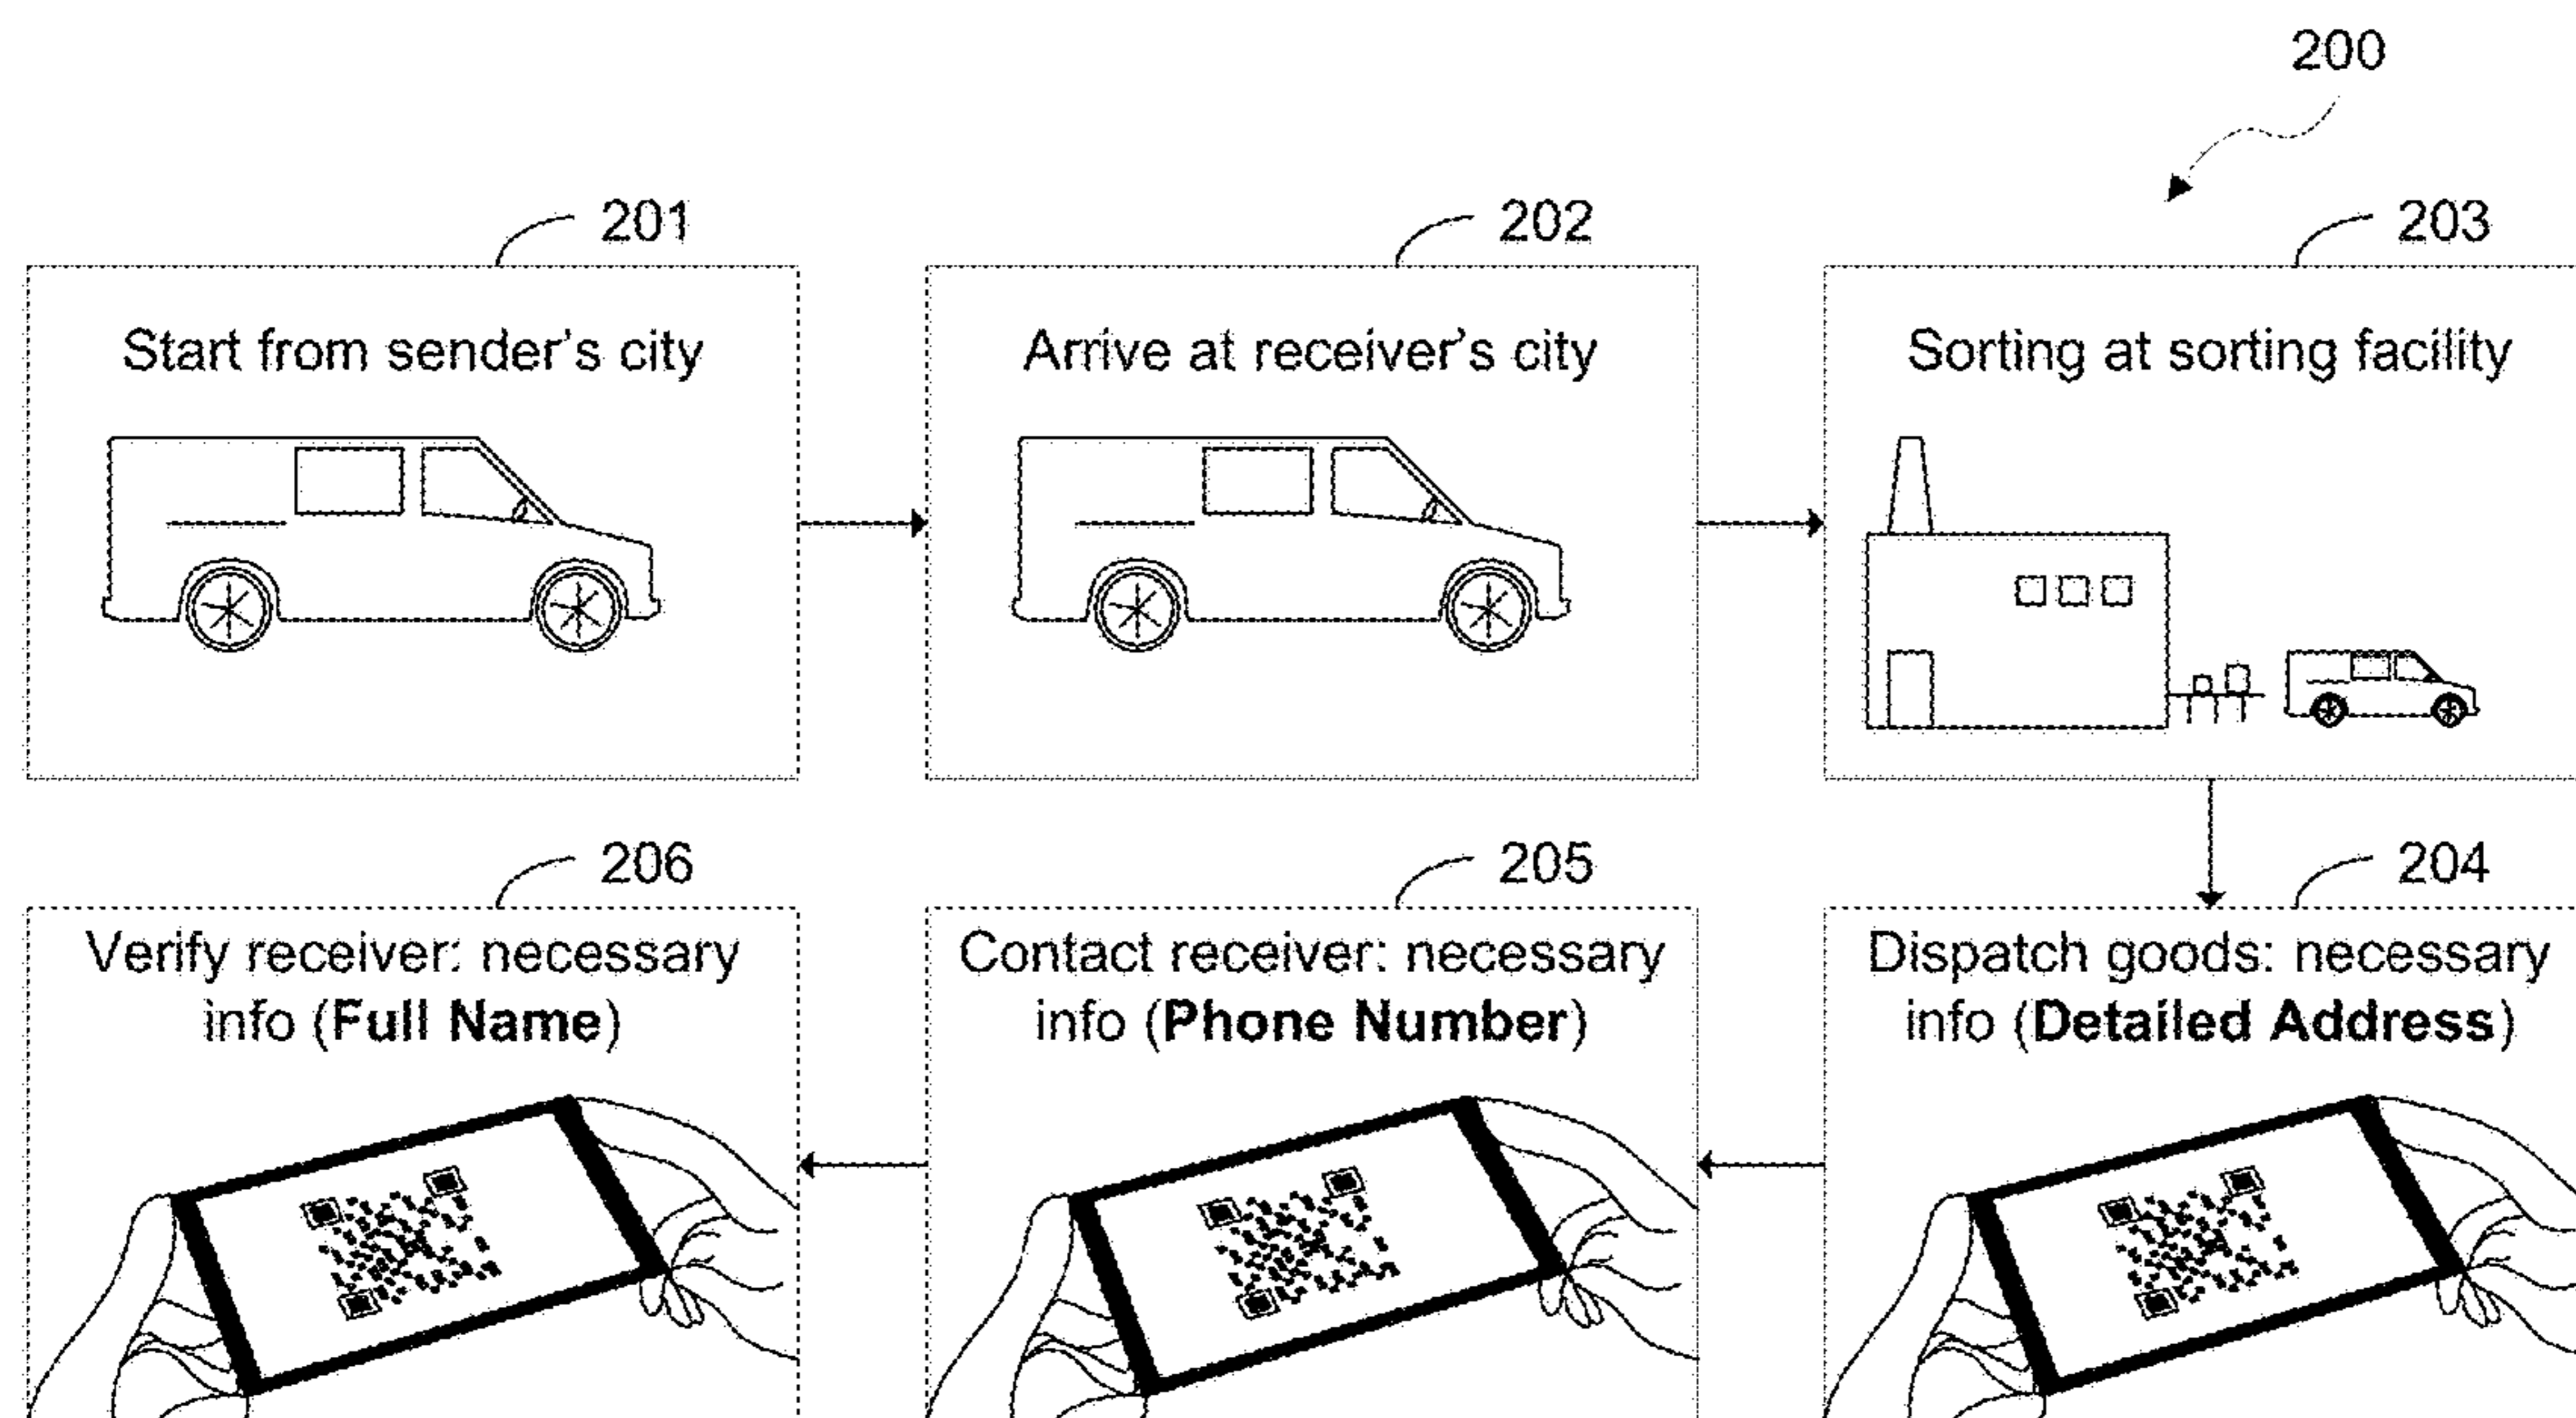 200
201
202
203
Start from sender's city
Arrive at receiver's city
Sorting at sorting facility
206
205
204
Verify receiver: necessary
info (Full Name)
Contact receiver: necessary
info (Phone Number)
Dispatch goods: necessary
info (Detailed Address)